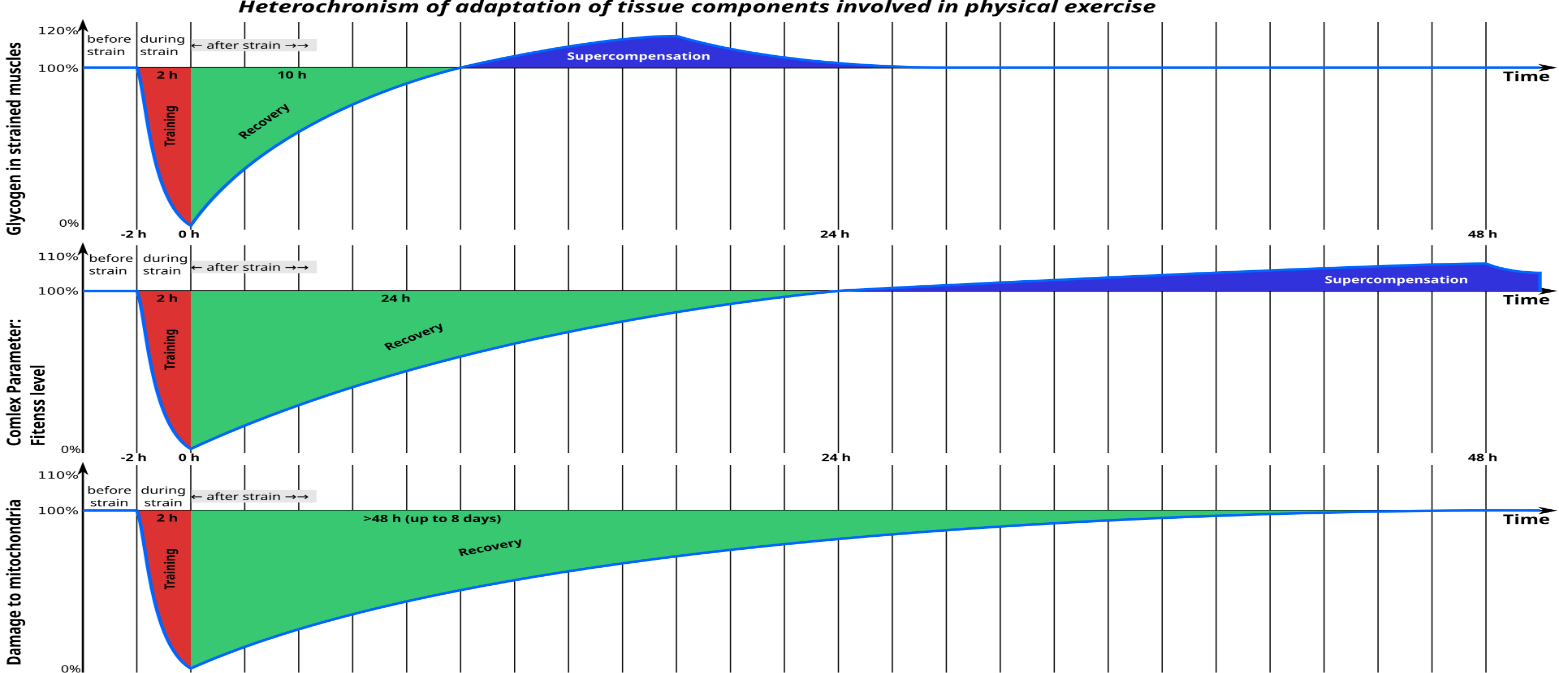 Heterochronism of adaptation of tissue components involved in physical exercise
Glycogen in strained muscles
120%
100%
0%
before
strain
during
strain
← after strain →→
2 h
10 h
Training
Recovery
Supercompensation
Time
-2 h
0 h
24 h
48 h
Comlex Parameter:
Fitenss level
110%
100%
0%
before
strain
during
strain
← after strain →→
2 h
24 h
Training
Recovery
Supercompensation
Time
-2 h
0 h
24 h
48 h
Damage to mitochondria
110%
100%
0%
before
strain
during
strain
← after strain →→
2 h
>48 h (up to 8 days)
Training
Recovery
Time